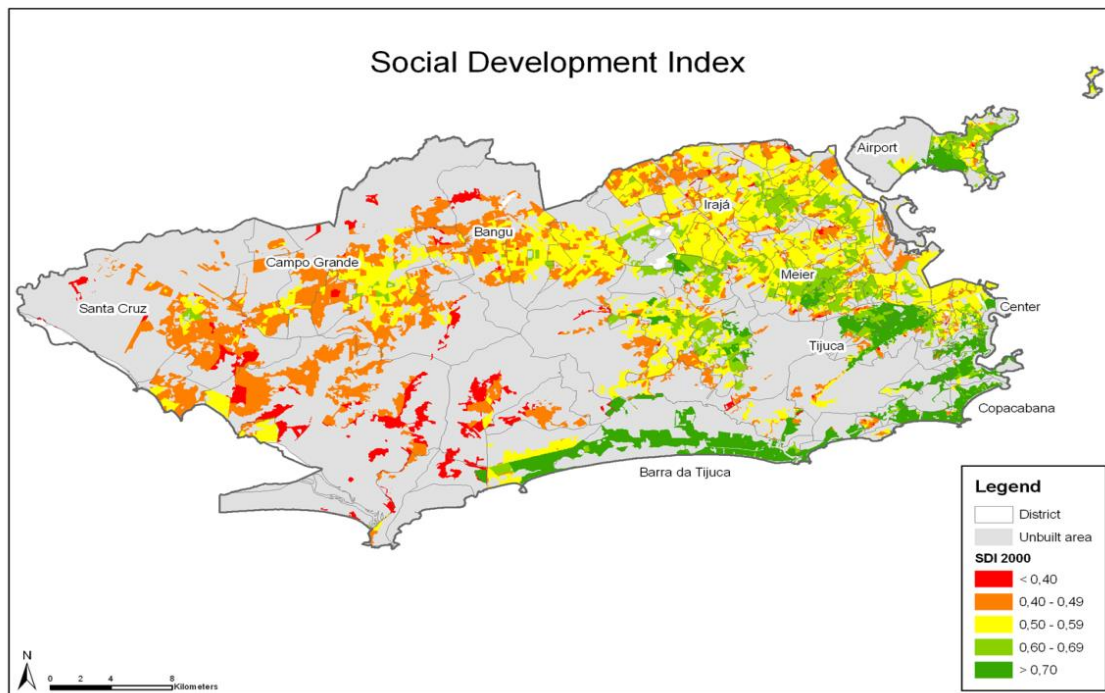 Social Development Index
Airport
Irajá
Bangu
Campo Grande
Meier
Santa Cruz
Center
Tijuca
Copacabana
Barra da Tijuca
Legend
District
Unbuilt area
SDI 2000
< 0,40
0,40 - 0,49
0,50 - 0,59
0,60 - 0,69
> 0,70
N
0 2 4 8
Kilometers